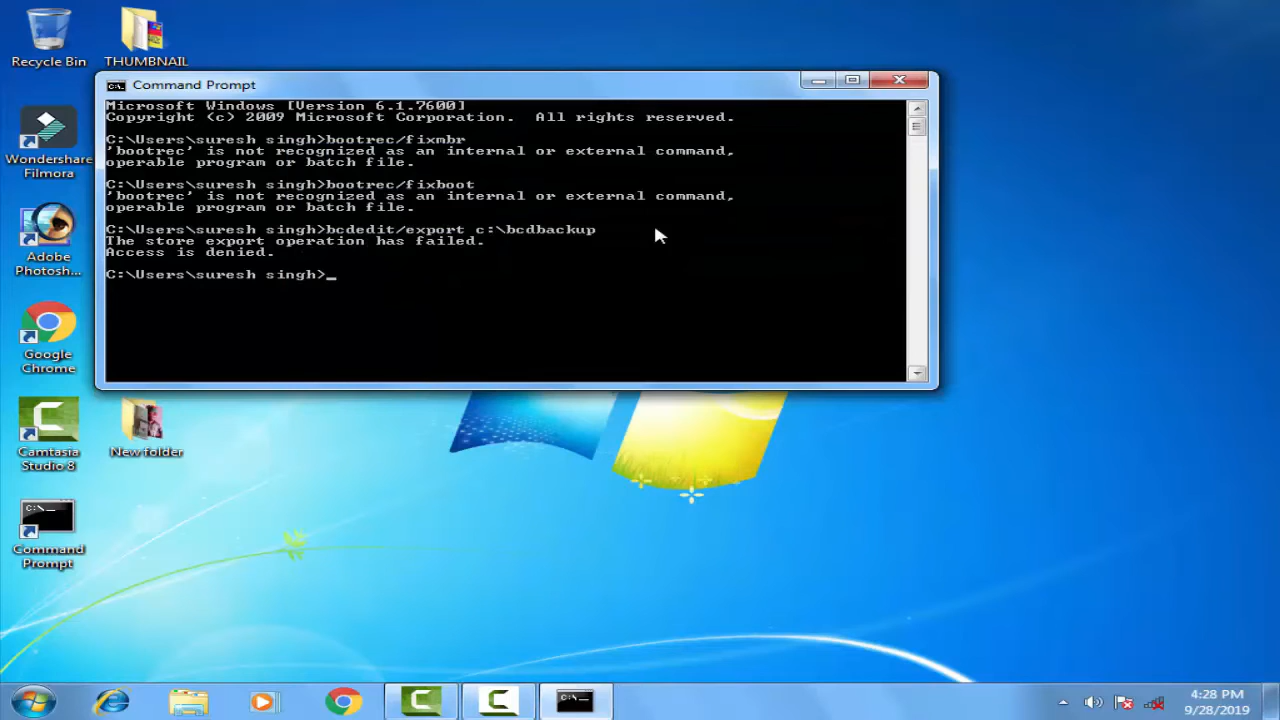 Recycle Bin
THUMBNAIL
Command Prompt
Microsoft Windows [Version 6.1.7600]
Copyright (c) 2009 Microsoft Corporation.  All rights reserved.
C:\Users\suresh singh>bootrec/fixmbr
'bootrec' is not recognized as an internal or external command,
operable program or batch file.
C:\Users\suresh singh>bootrec/fixboot
'bootrec' is not recognized as an internal or external command,
operable program or batch file.
C:\Users\suresh singh>bcdedit/export c:\bcdbackup
The store export operation has failed.
Access is denied.
C:\Users\suresh singh>_
Wondershare
Filmora
Adobe
Photosh...
Google
Chrome
Camtasia
Studio 8
New folder
C:\_
Command
Prompt
4:28 PM
9/28/2019